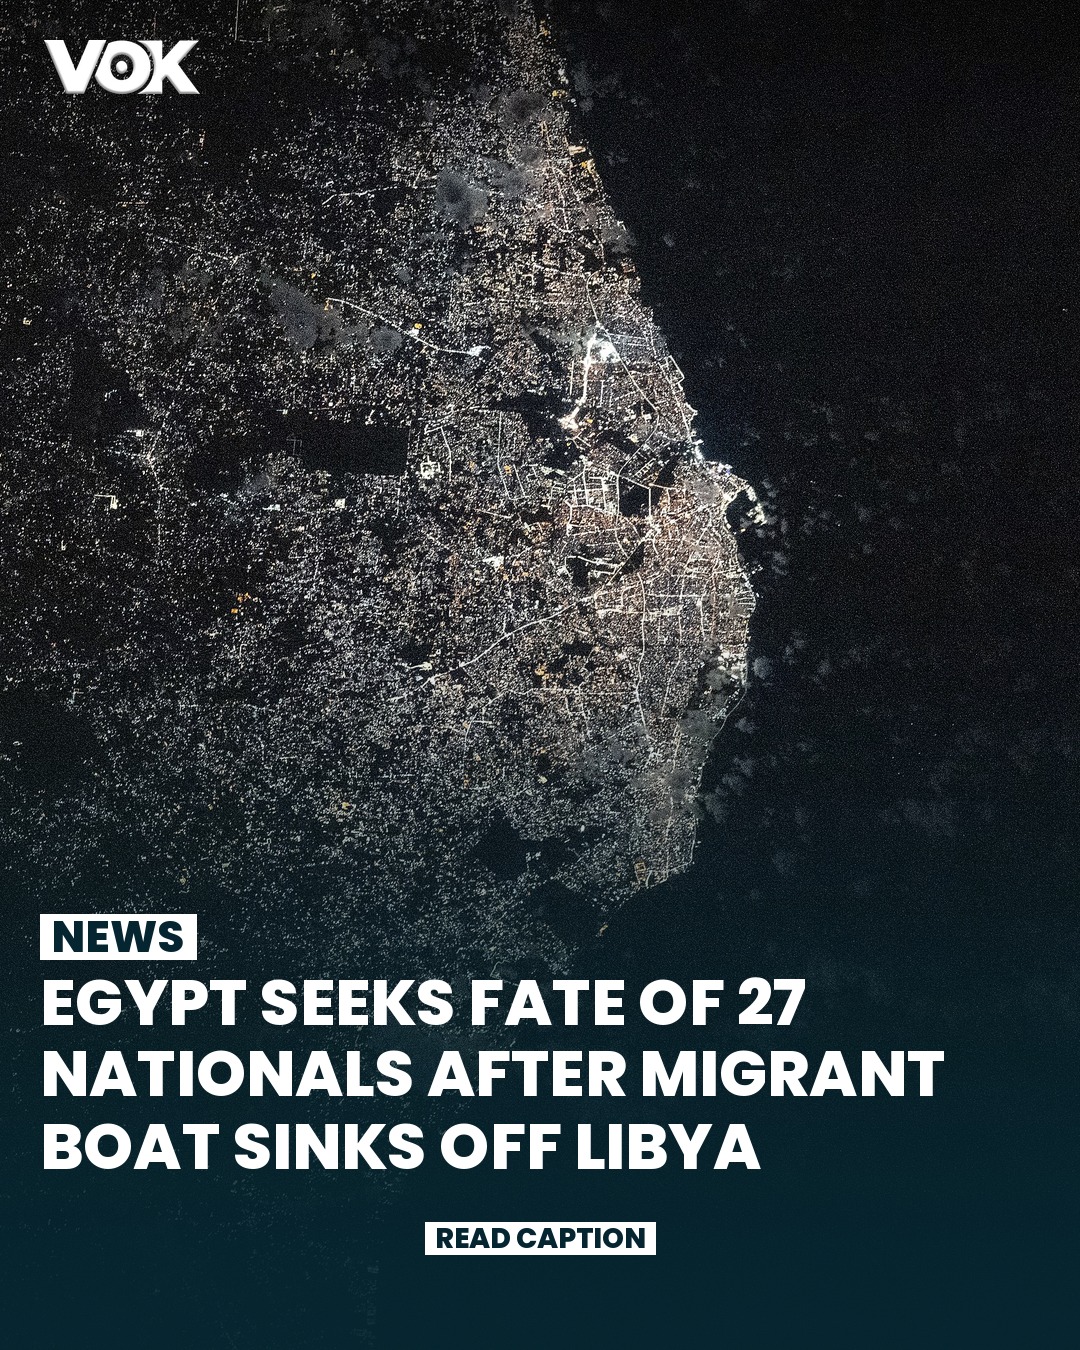 VOK
NEWS
EGYPT SEEKS FATE OF 27
NATIONALS AFTER MIGRANT
BOAT SINKS OFF LIBYA
READ CAPTION